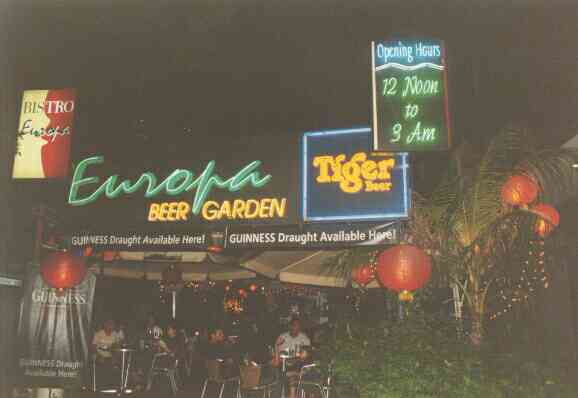 Opening Hours
12 Noon
to
3 Am
BISTRO
Europa
Europa
BEER GARDEN
Tiger
Beer
GUINNESS Draught Available Here!
GUINNESS Draught Available Here!
GUINNESS
GUINNESS Draught
Available Here